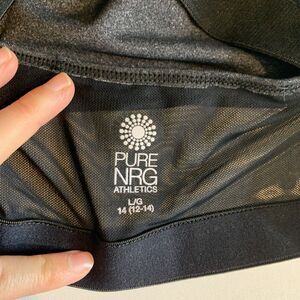 PURE
NRG
ATHLETICS
L/G
14 (12-14)